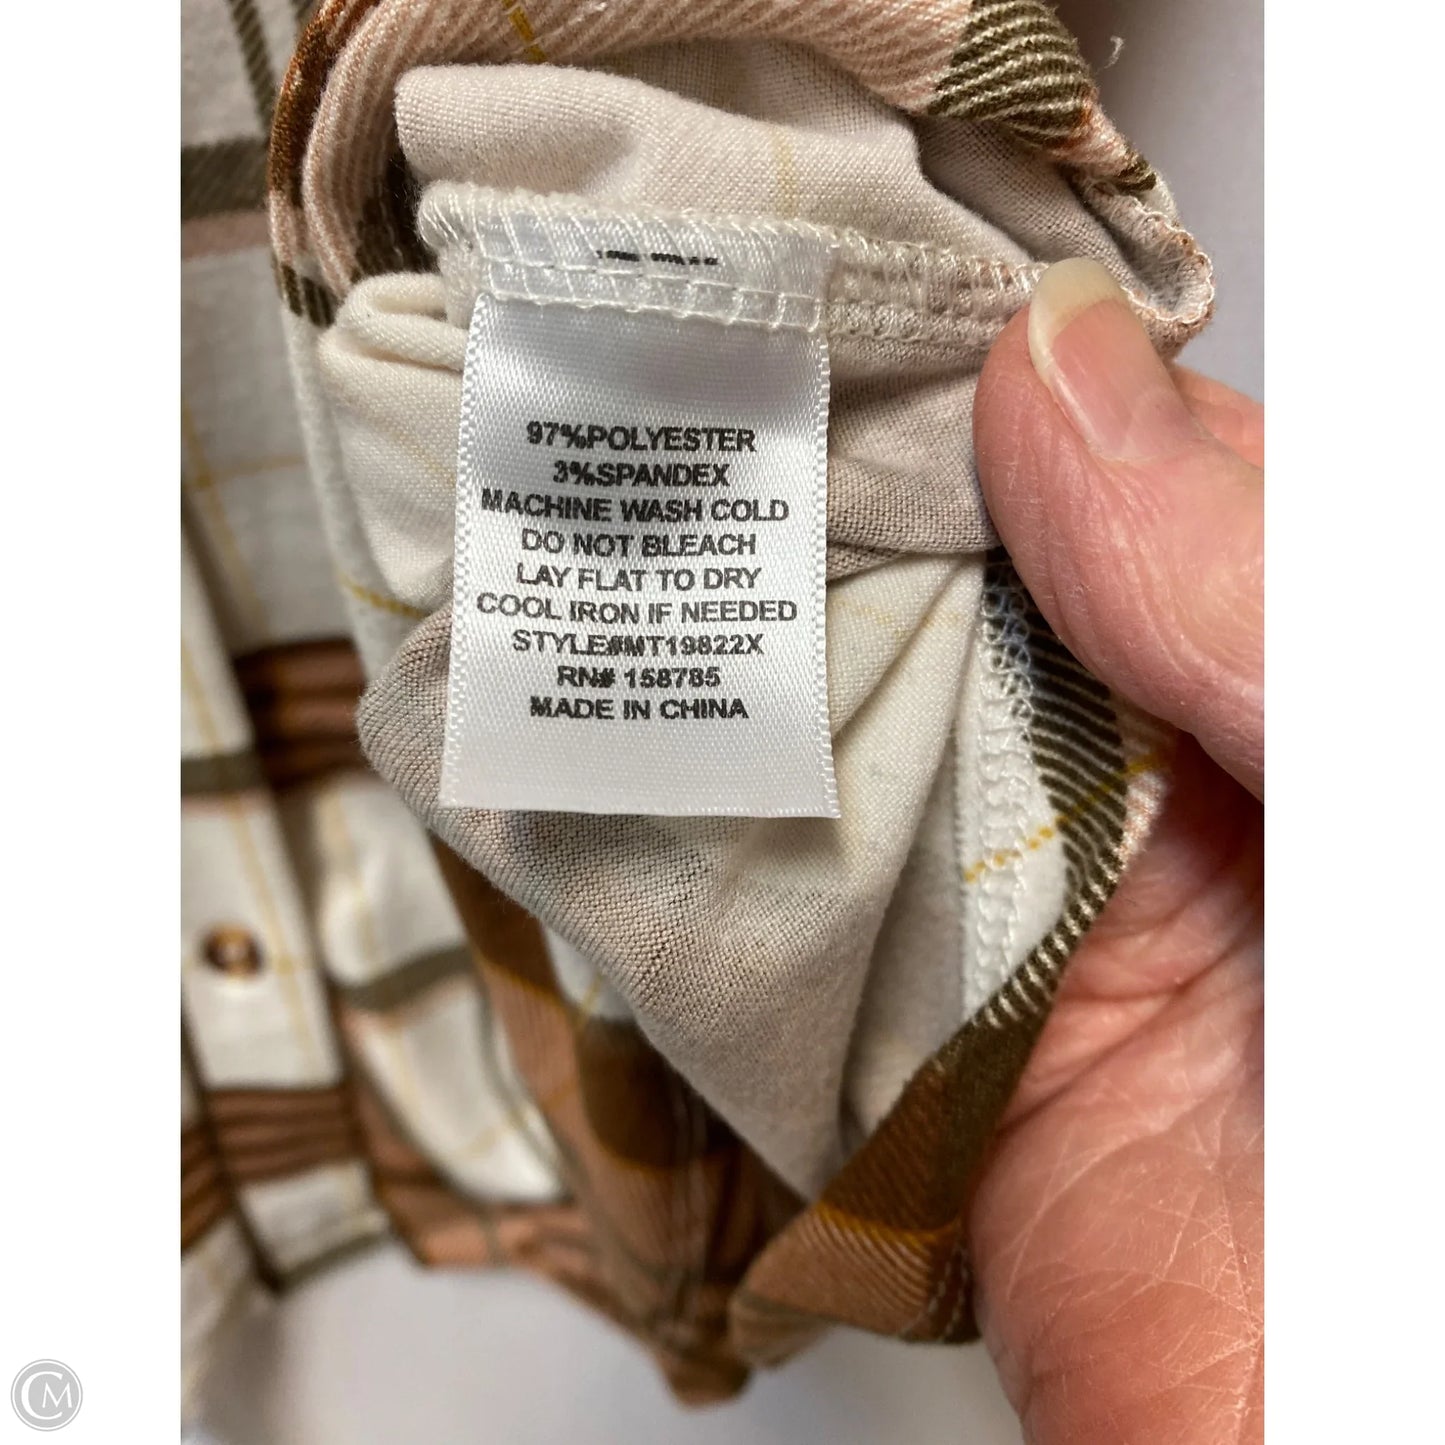 97%POLYESTER
3%SPANDEX
MACHINE WASH COLD
DO NOT BLEACH
LAY FLAT TO DRY
COOL IRON IF NEEDED
STYLE#MT19822X
RN# 158785
MADE IN CHINA
CM